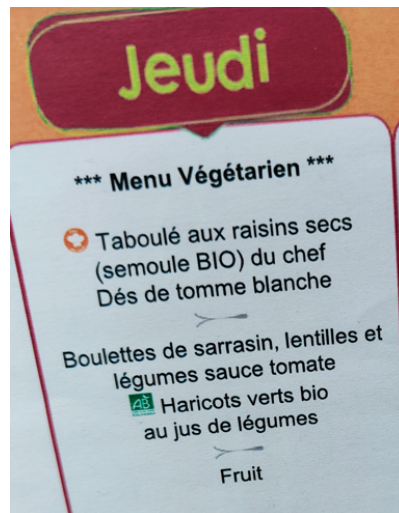 Jeudi
*** Menu Végétarien ***
Taboulé aux raisins secs
(semoule BIO) du chef
Dés de tomme blanche
Boulettes de sarrasin, lentilles et
légumes sauce tomate
AB Haricots verts bio
au jus de légumes
Fruit